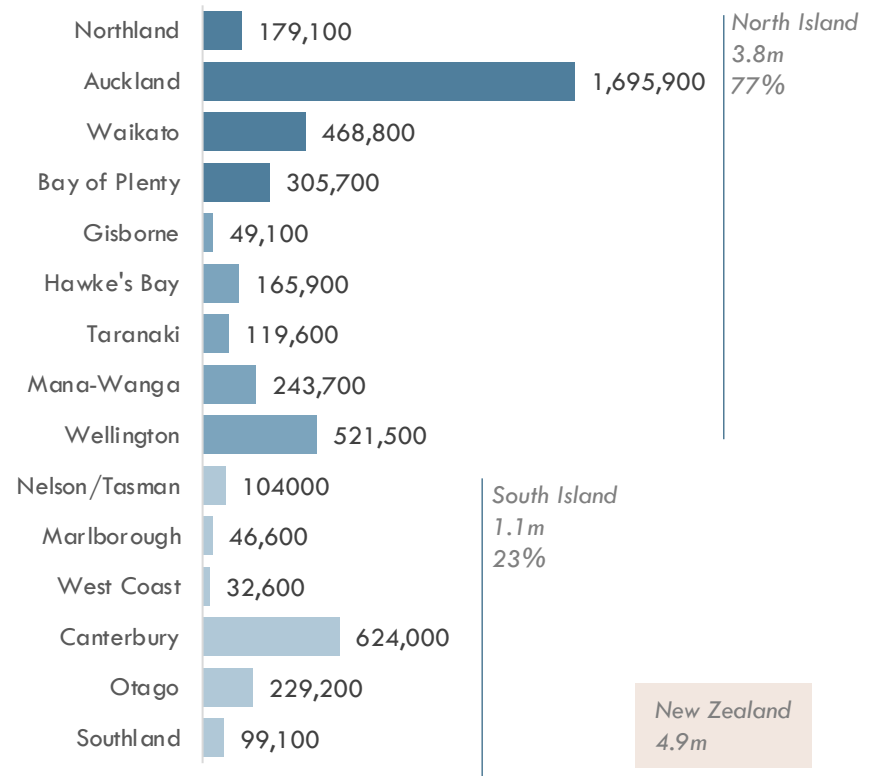 Northland 179,100
Auckland 1,695,900
Waikato 468,800
Bay of Plenty 305,700
Gisborne 49,100
Hawke's Bay 165,900
Taranaki 119,600
Mana-Wanga 243,700
Wellington 521,500
Nelson/Tasman 104000
Marlborough 46,600
West Coast 32,600
Canterbury 624,000
Otago 229,200
Southland 99,100
North Island
3.8m
77%
South Island
1.1m
23%
New Zealand
4.9m